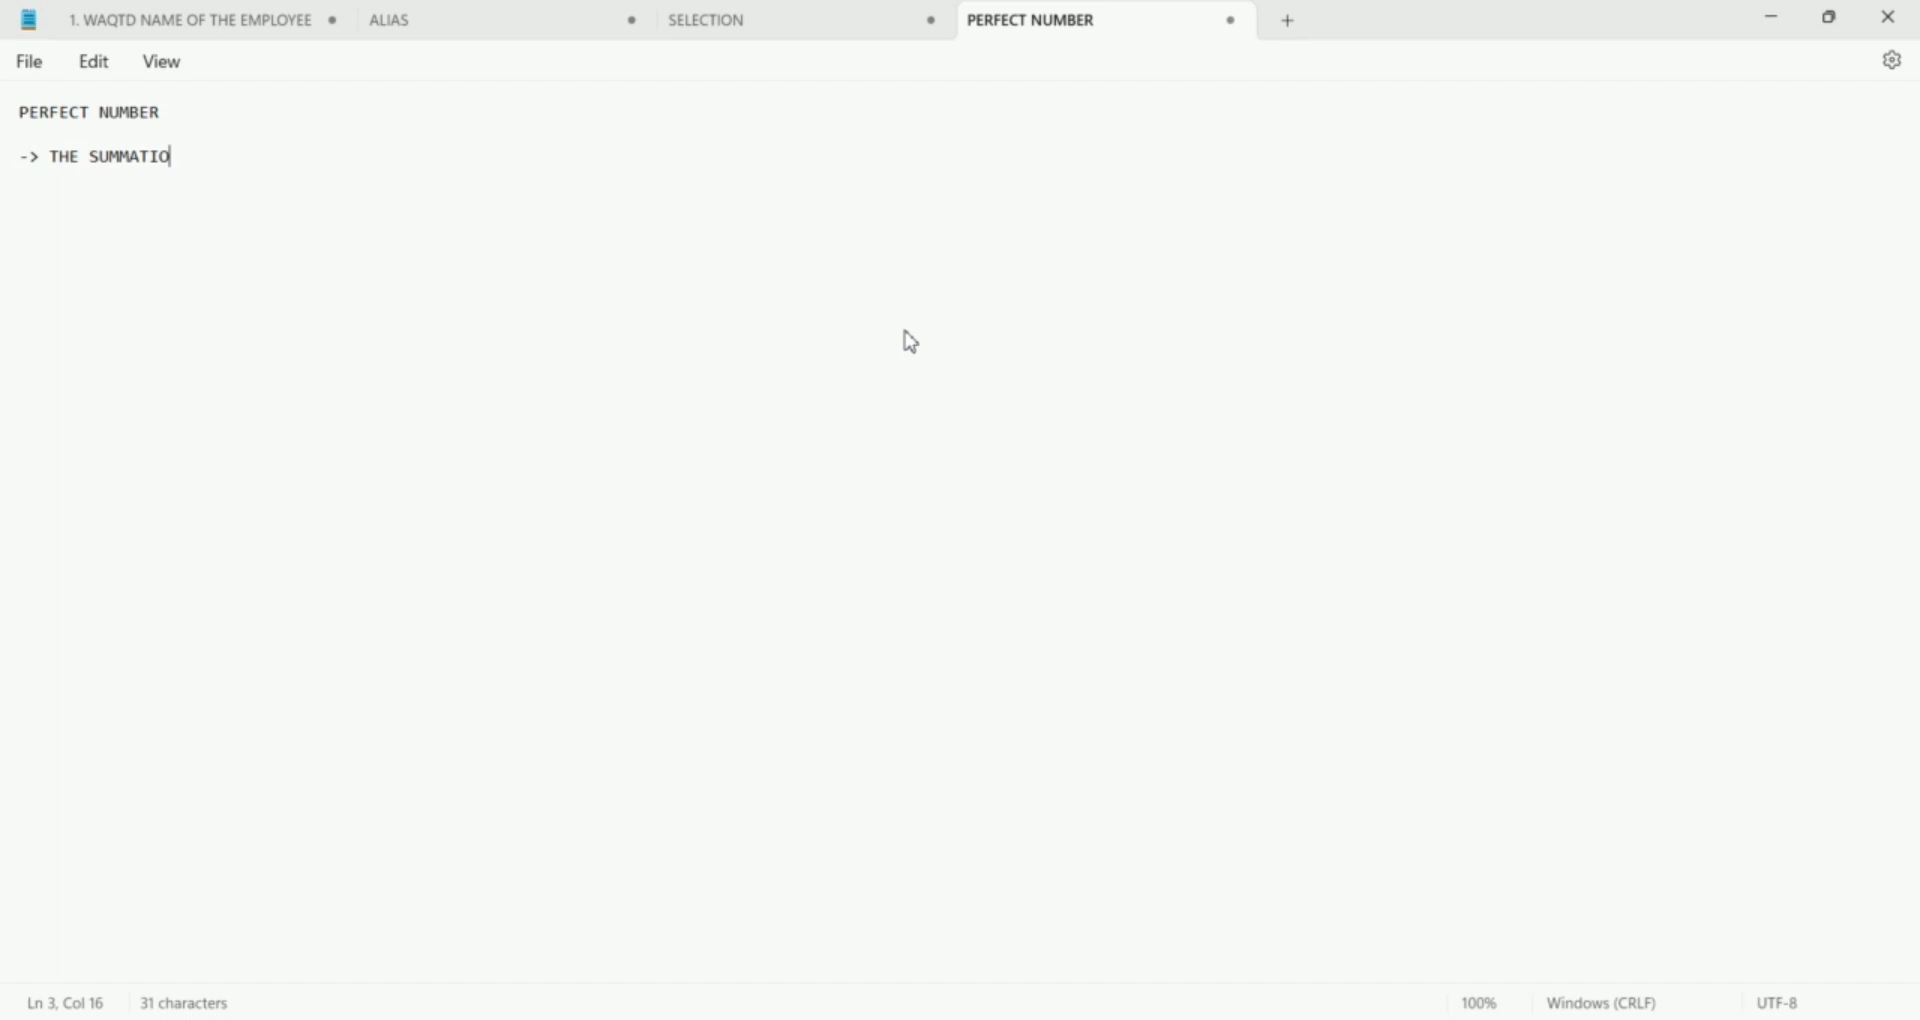 1. WAQTD NAME OF THE EMPLOYEE
ALIAS
SELECTION
PERFECT NUMBER
File Edit View
PERFECT NUMBER
-> THE SUMMATIO
Ln 3, Col 16
31 characters
100%
Windows (CRLF)
UTF-8